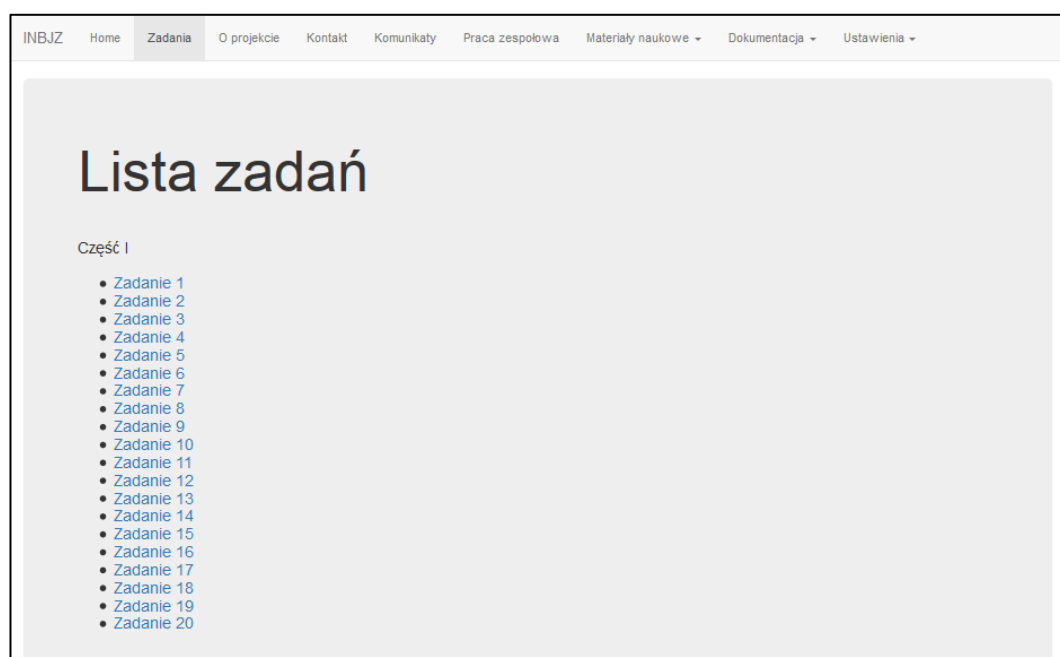 INBJZ Home Zadania O projekcie Kontakt Komunikaty Praca zespołowa Materiały naukowe Dokumentacja Ustawienia
Lista zadań
Część I
Zadanie 1
Zadanie 2
Zadanie 3
Zadanie 4
Zadanie 5
Zadanie 6
Zadanie 7
Zadanie 8
Zadanie 9
Zadanie 10
Zadanie 11
Zadanie 12
Zadanie 13
Zadanie 14
Zadanie 15
Zadanie 16
Zadanie 17
Zadanie 18
Zadanie 19
Zadanie 20